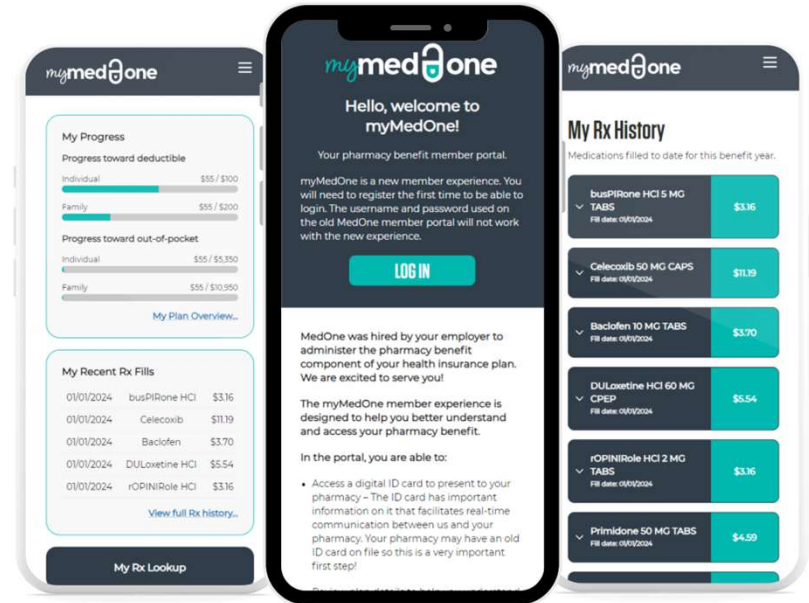 mymedone
My Progress
Progress toward deductible
Individual $55 / $100
Family $55 / $200
Progress toward out-of-pocket
Individual $55 / $5,350
Family $55 / $10,950
My Plan Overview...
My Recent Rx Fills
01/01/2024 busPIRone HCl $3.16
01/01/2024 Celecoxib $11.19
01/01/2024 Baclofen $3.70
01/01/2024 DULoxetine HCl $5.54
01/01/2024 rOPINIRole HCl $3.16
View full Rx history...
My Rx Lookup
mymedone
Hello, welcome to
myMedOne!
Your pharmacy benefit member portal.
myMedOne is a new member experience. You
will need to register the first time to be able to
login. The username and password used on
the old MedOne member portal will not work
with the new experience.
LOG IN
MedOne was hired by your employer to
administer the pharmacy benefit
component of your health insurance plan.
We are excited to serve you!
The myMedOne member experience is
designed to help you better understand
and access your pharmacy benefit.
In the portal, you are able to:
• Access a digital ID card to present to your
pharmacy – The ID card has important
information on it that facilitates real-time
communication between us and your
pharmacy. Your pharmacy may have an old
ID card on file so this is a very important
first step!
mymedone
My Rx History
Medications filled to date for this benefit year.
busPIRone HCl 5 MG
TABS $3.16
Fill date: 01/01/2024
Celecoxib 50 MG CAPS $11.19
Fill date: 01/01/2024
Baclofen 10 MG TABS $3.70
Fill date: 01/01/2024
DULoxetine HCl 60 MG
CPEP $5.54
Fill date: 01/01/2024
rOPINIRole HCl 2 MG
TABS $3.16
Fill date: 01/01/2024
Primidone 50 MG TABS $4.59
Fill date: 01/01/2024